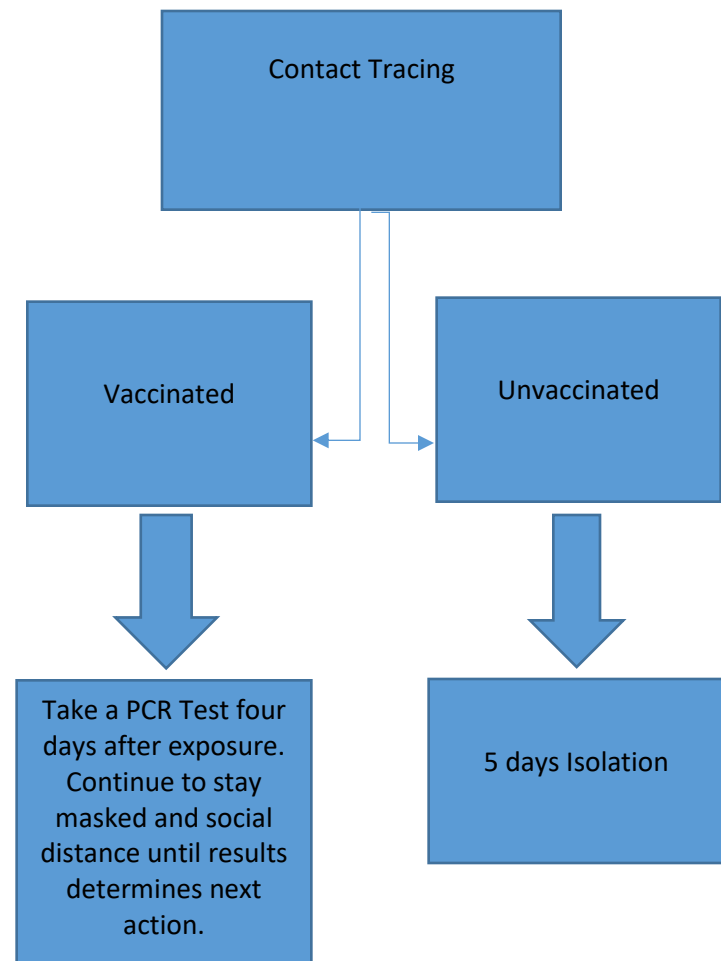 Contact Tracing
Vaccinated
Unvaccinated
Take a PCR Test four
days after exposure.
Continue to stay
masked and social
distance until results
determines next
action.
5 days Isolation